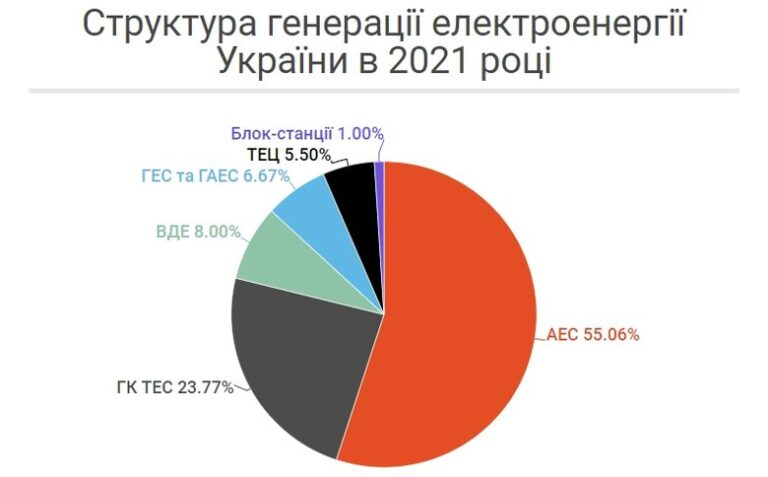 Структура генерації електроенергії
України в 2021 році
Блок-станції 1.00%
ТЕЦ 5.50%
ГЕС та ГАЕС 6.67%
ВДЕ 8.00%
АЕС 55.06%
ГК ТЕС 23.77%